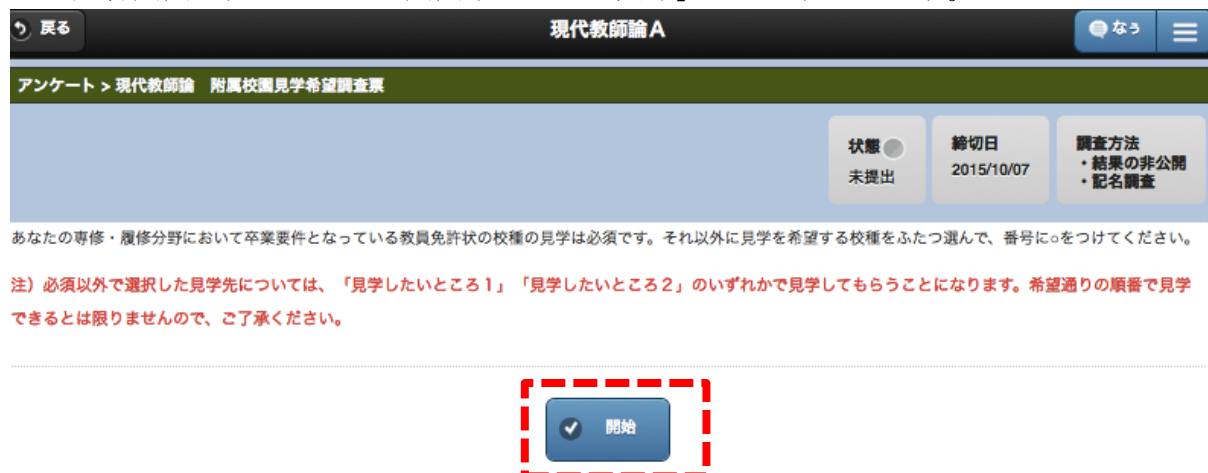 戻る
現代教師論A
なう
アンケート > 現代教師論 附属校園見学希望調査票
状態
未提出
締切日
2015/10/07
調査方法
・結果の非公開
・記名調査
あなたの専修・履修分野において卒業要件となっている教員免許状の校種の見学は必須です。それ以外に見学を希望する校種をふたつ選んで、番号に○をつけてください。
注）必須以外で選択した見学先については、「見学したいところ１」「見学したいところ２」のいずれかで見学してもらうことになります。希望通りの順番で見学
できるとは限りませんので、ご了承ください。
開始